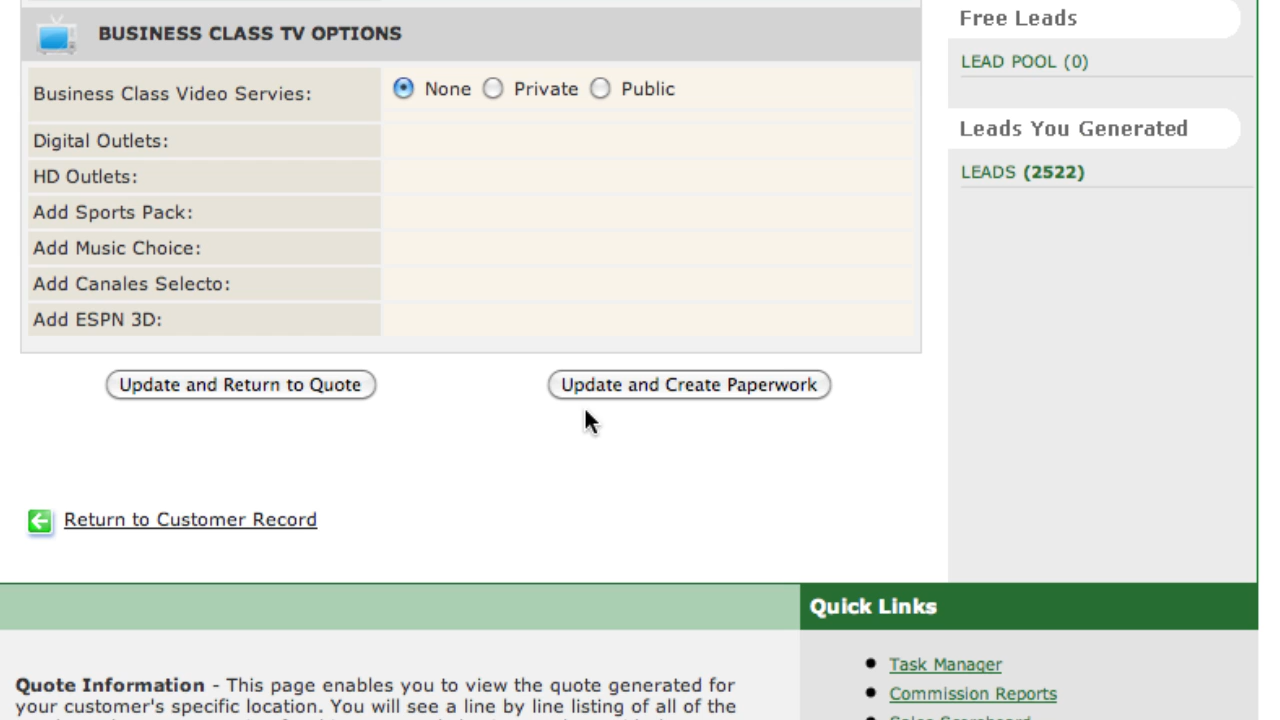 BUSINESS CLASS TV OPTIONS
Business Class Video Servies:
None Private Public
Digital Outlets:
HD Outlets:
Add Sports Pack:
Add Music Choice:
Add Canales Selecto:
Add ESPN 3D:
Update and Return to Quote
Update and Create Paperwork
Return to Customer Record
Free Leads
LEAD POOL (0)
Leads You Generated
LEADS (2522)
Quote Information - This page enables you to view the quote generated for
your customer's specific location. You will see a line by line listing of all of the
Quick Links
Task Manager
Commission Reports
Sales Scoreboard